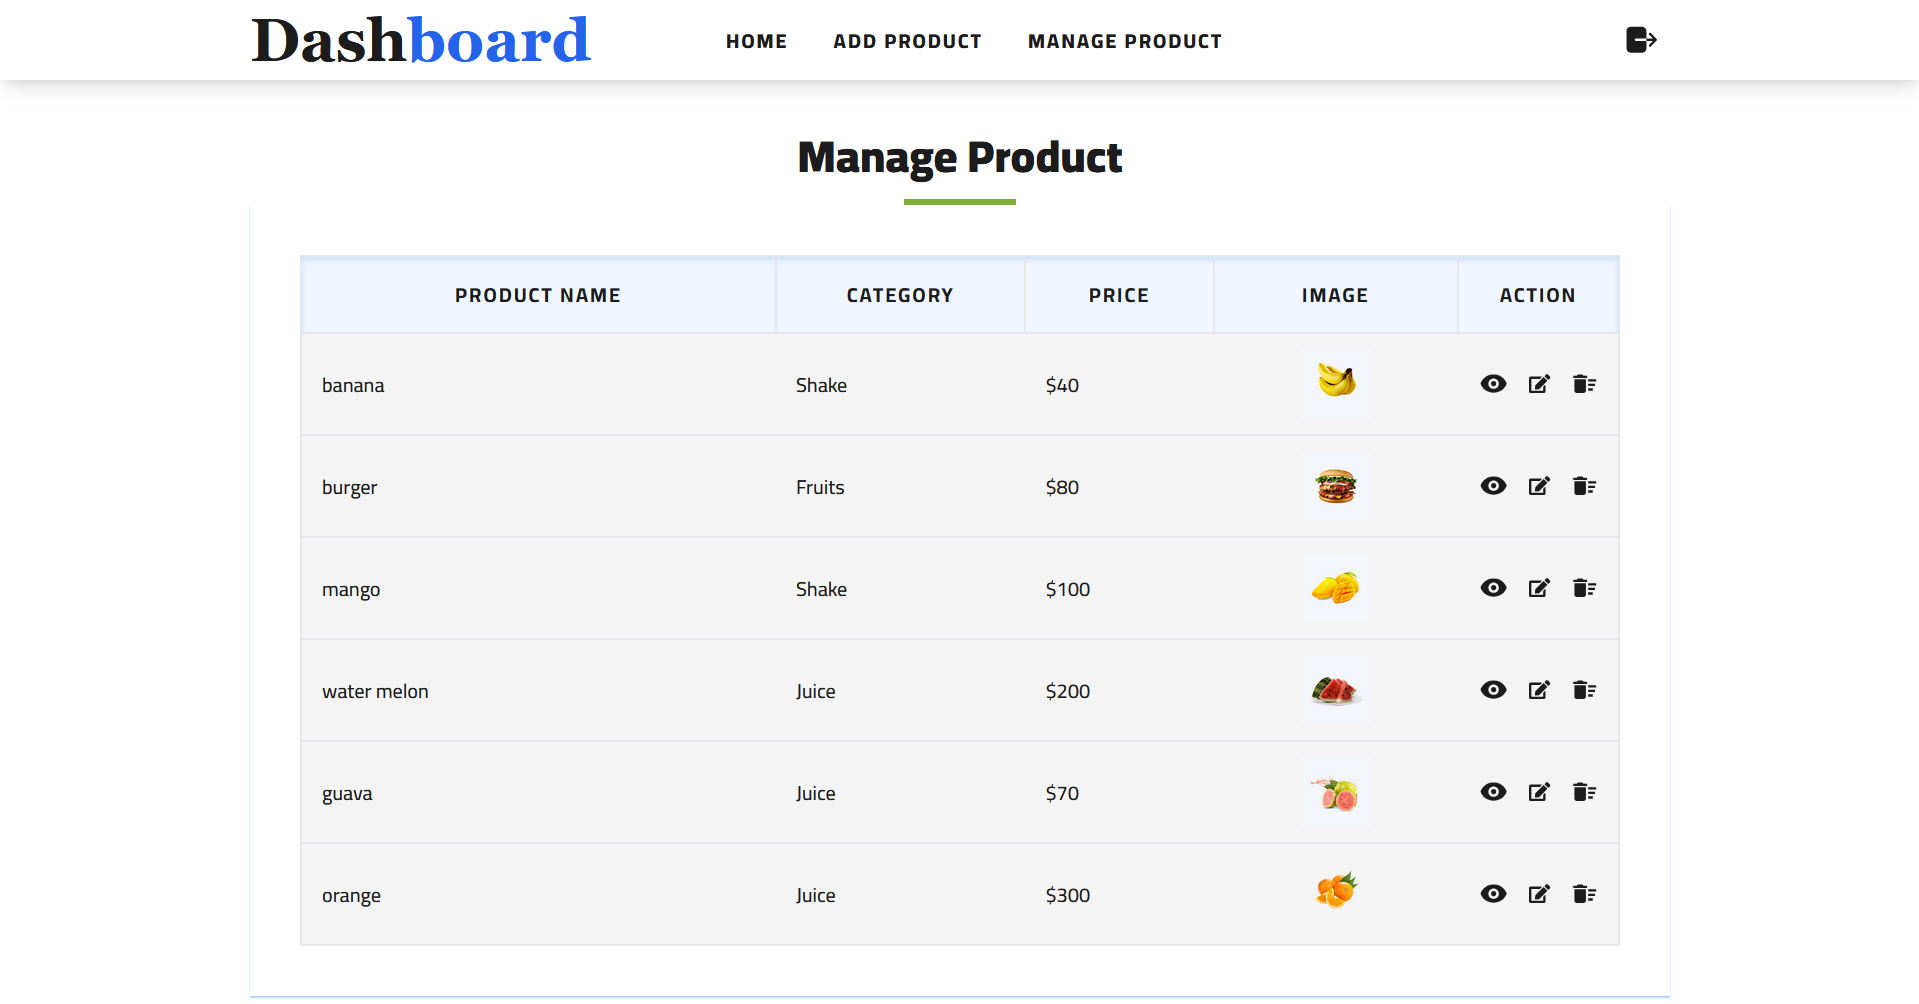 Dashboard HOME ADD PRODUCT MANAGE PRODUCT
Manage Product
PRODUCT NAME CATEGORY PRICE IMAGE ACTION
banana Shake $40
burger Fruits $80
mango Shake $100
water melon Juice $200
guava Juice $70
orange Juice $300